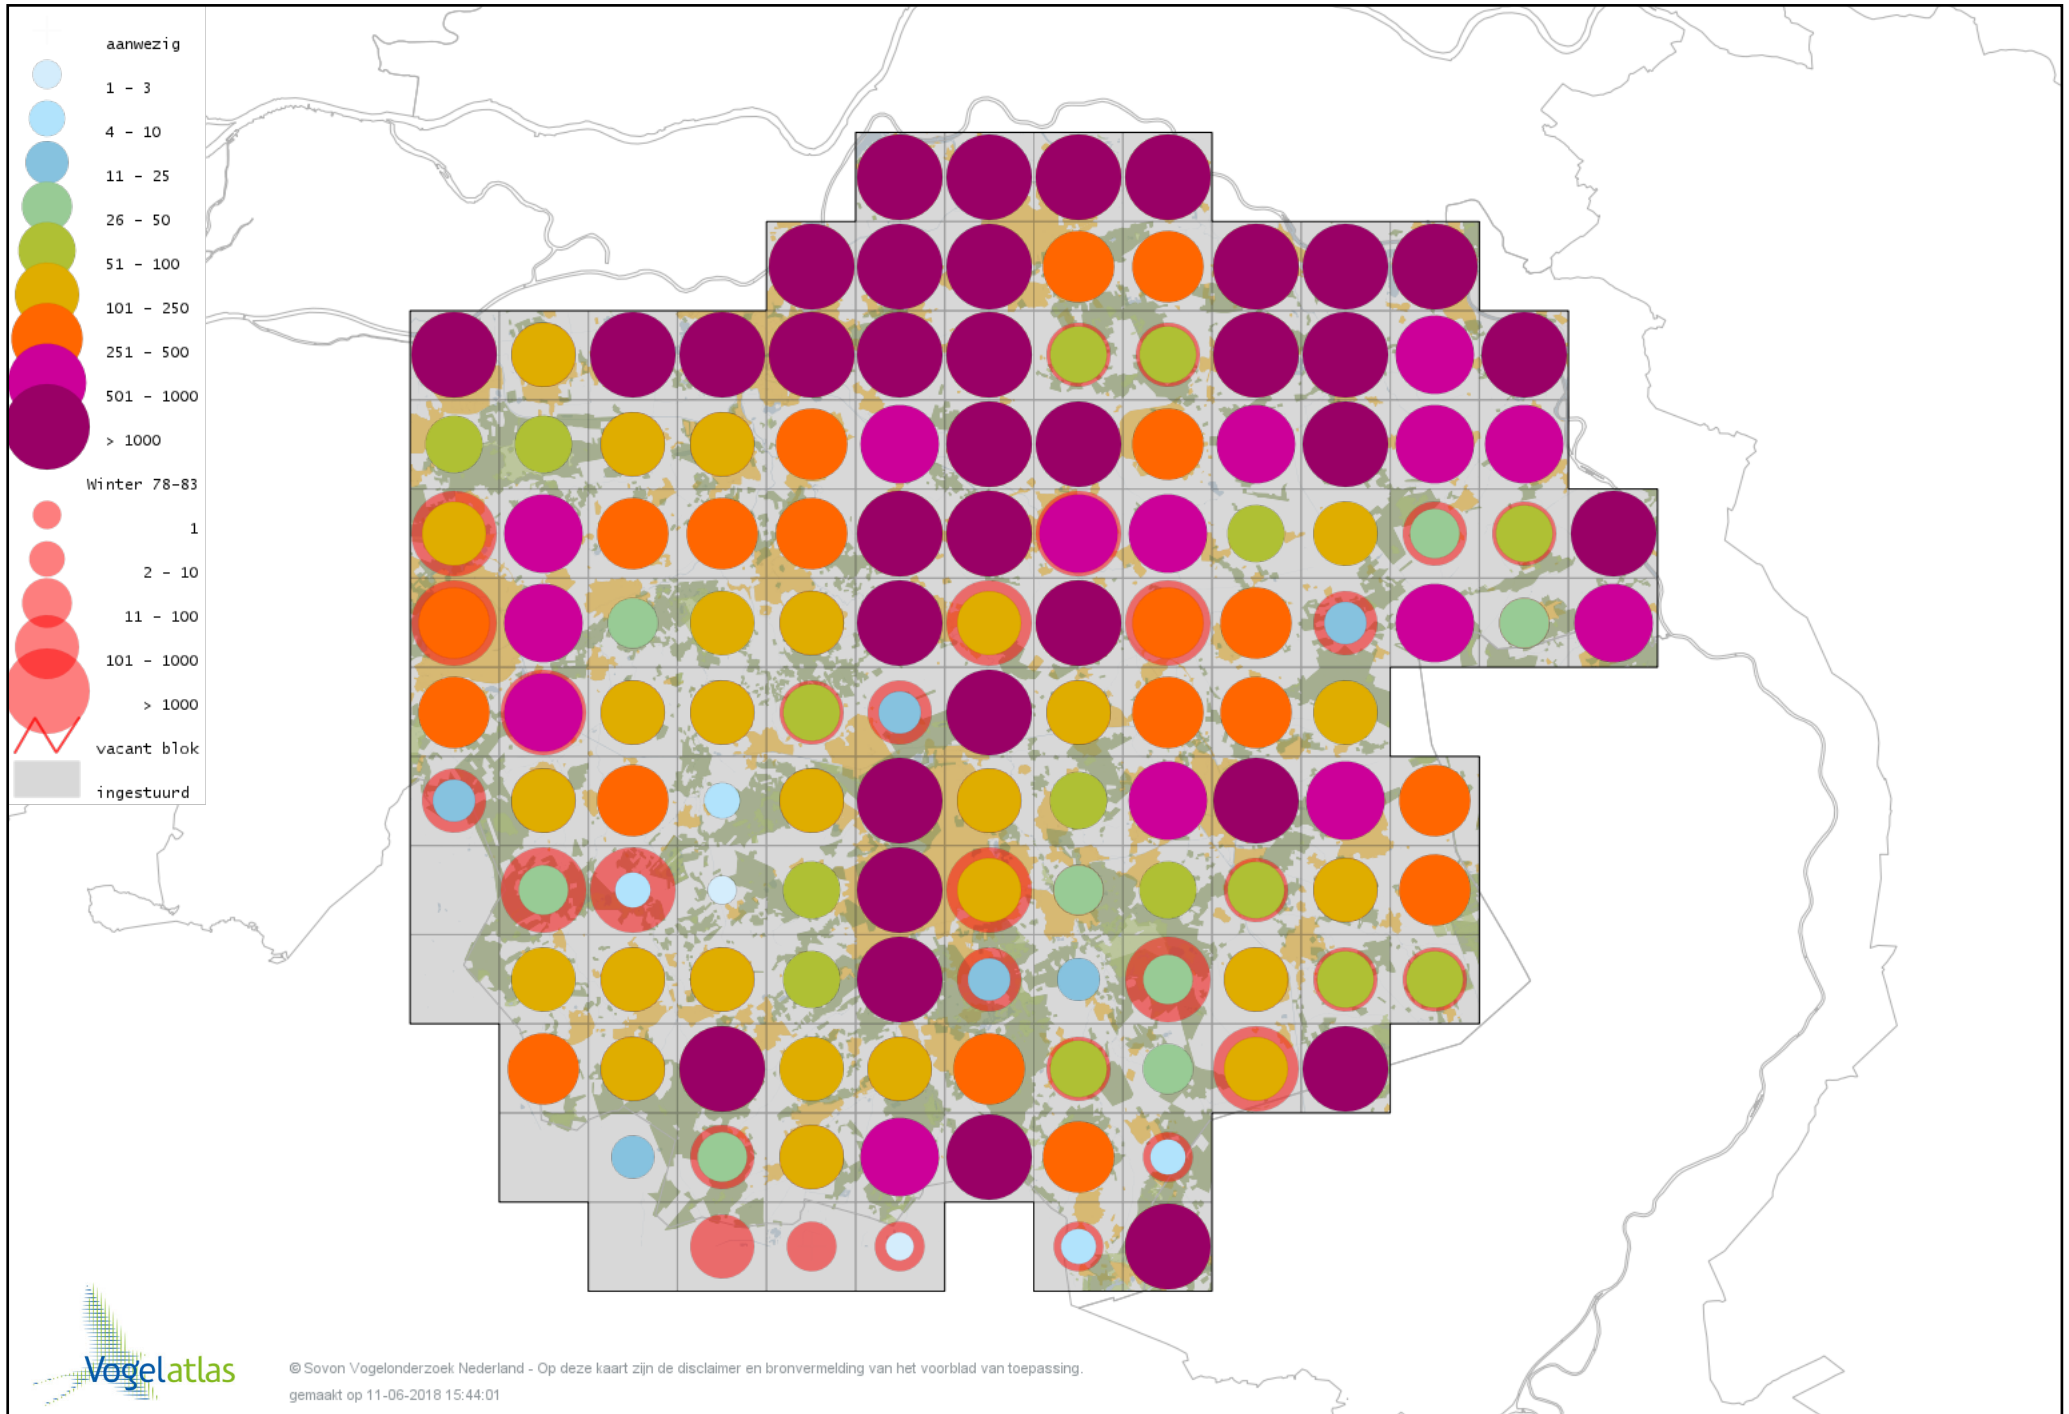 aanwezig
1 - 3
4 - 10
11 - 25
26 - 50
51 - 100
101 - 250
251 - 500
501 - 1000
> 1000
Winter 78-83
1
2 - 10
11 - 100
101 - 1000
> 1000
vacant blok
ingestuurd
Vogelatlas
© Sovon Vogelonderzoek Nederland - Op deze kaart zijn de disclaimer en bronvermelding van het voorblad van toepassing.
gemaakt op 11-06-2018 15:44:01